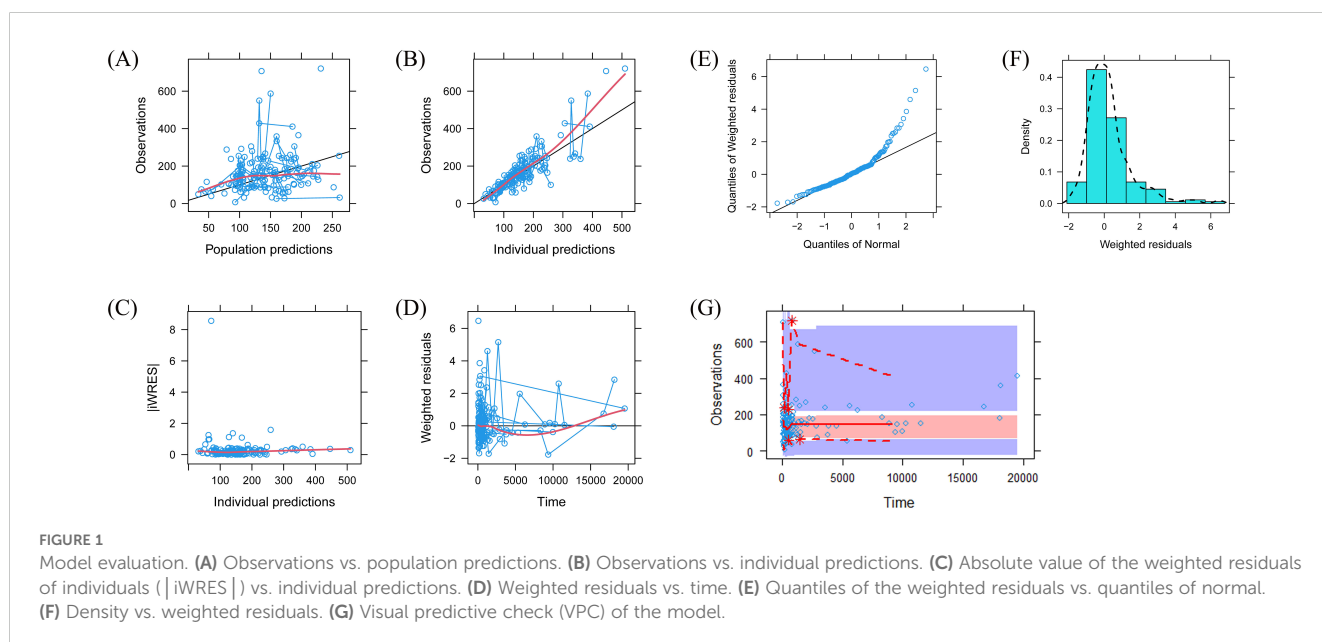 (A)
600
400
200
0
Observations
50
100
150
200
250
Population predictions
(B)
600
400
200
0
Observations
0
100
200
300
400
500
Individual predictions
(E)
6
4
2
0
−2
Quantiles of Weighted residuals
−2
−1
0
1
2
Quantiles of Normal
(F)
0.4
0.3
0.2
0.1
0.0
Density
−2
0
2
4
6
Weighted residuals
(C)
8
6
4
2
0
|iWRES|
0
100
200
300
400
500
Individual predictions
(D)
6
4
2
0
−2
Weighted residuals
0
5000
10000
15000
20000
Time
(G)
600
400
200
0
Observations
0
5000
10000
15000
20000
Time
FIGURE 1
Model evaluation. (A) Observations vs. population predictions. (B) Observations vs. individual predictions. (C) Absolute value of the weighted residuals
of individuals (│iWRES│) vs. individual predictions. (D) Weighted residuals vs. time. (E) Quantiles of the weighted residuals vs. quantiles of normal.
(F) Density vs. weighted residuals. (G) Visual predictive check (VPC) of the model.